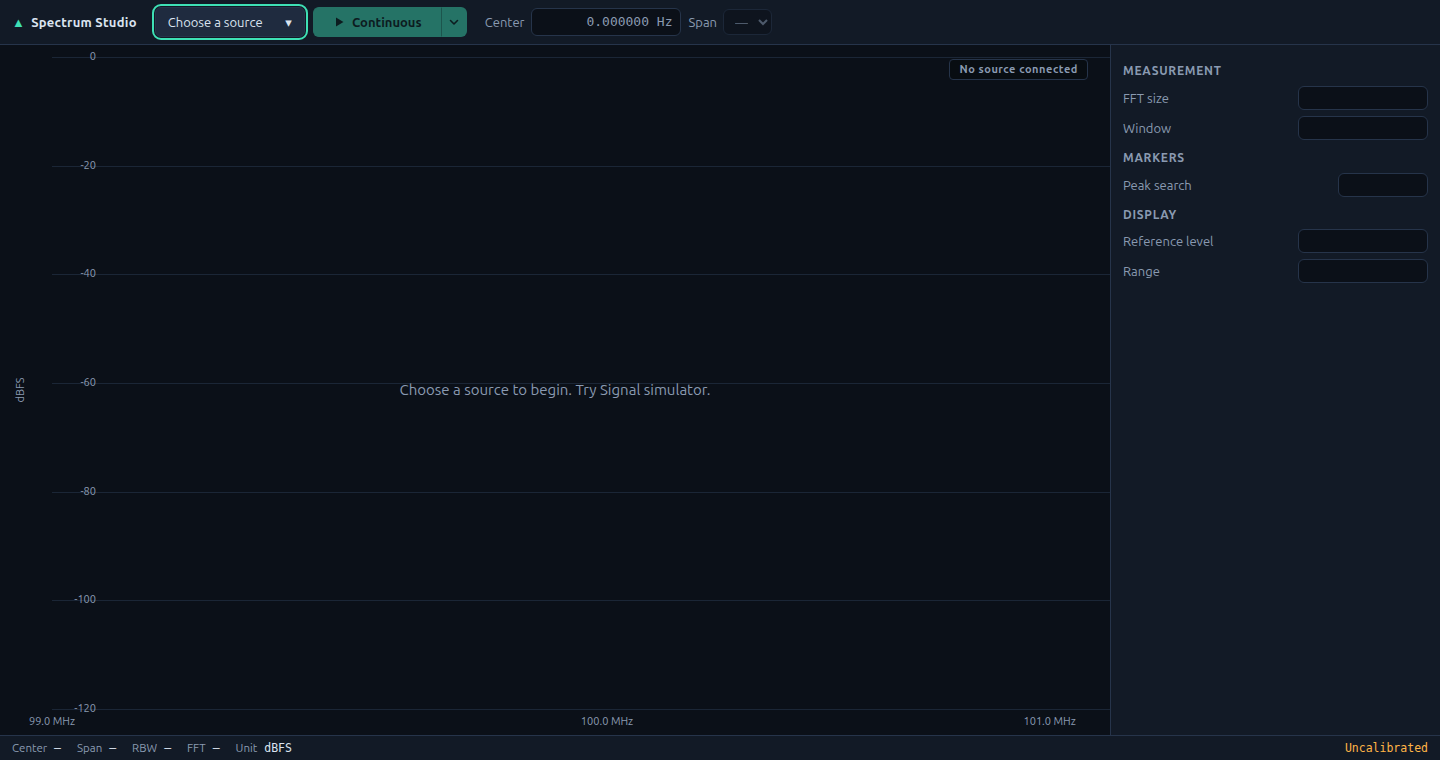 ▲ Spectrum Studio Choose a source ▼ ▶ Continuous Center 0.000000 Hz Span —
0
No source connected
-20
-40
-60
dBFS
Choose a source to begin. Try Signal simulator.
-80
-100
-120
99.0 MHz 100.0 MHz 101.0 MHz
MEASUREMENT
FFT size
Window
MARKERS
Peak search
DISPLAY
Reference level
Range
Center — Span — RBW — FFT — Unit dBFS Uncalibrated